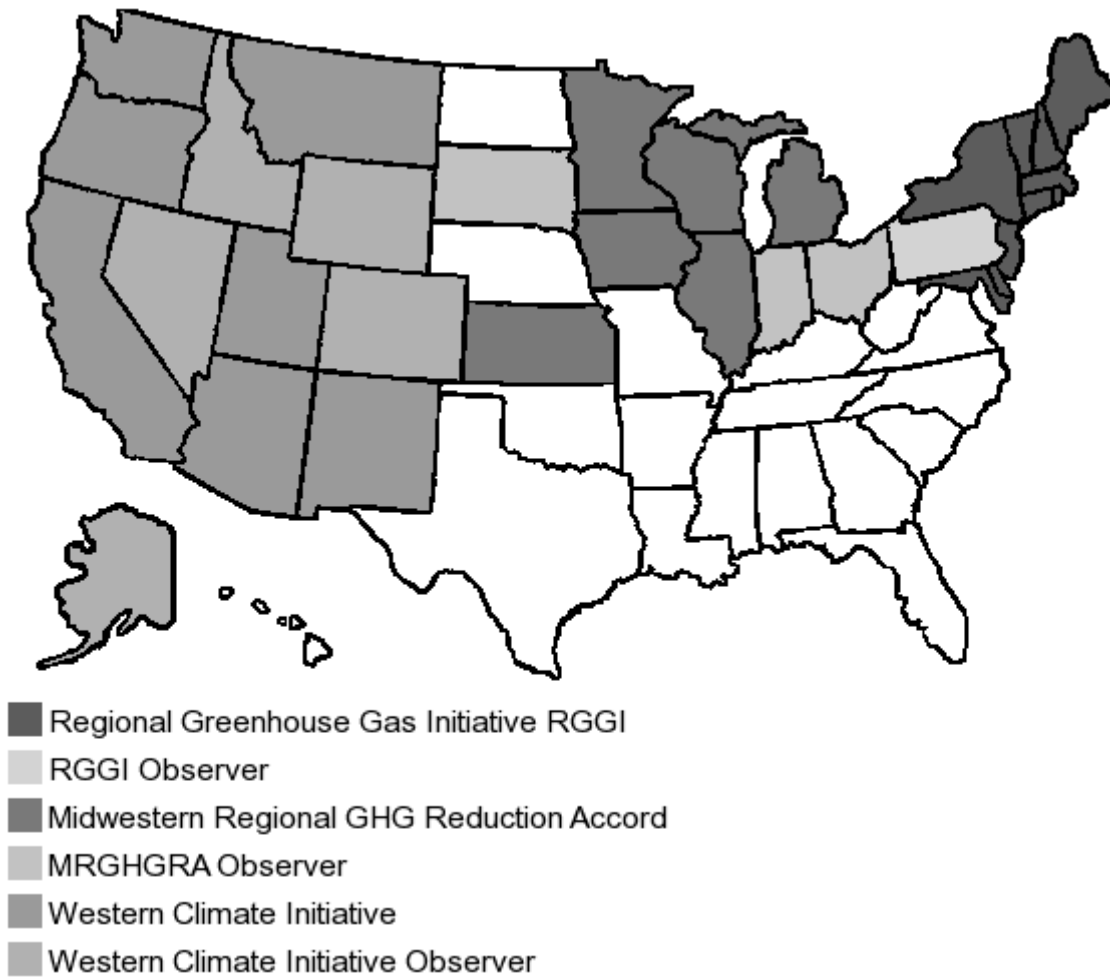 Regional Greenhouse Gas Initiative RGGI
RGGI Observer
Midwestern Regional GHG Reduction Accord
MRGHGRA Observer
Western Climate Initiative
Western Climate Initiative Observer